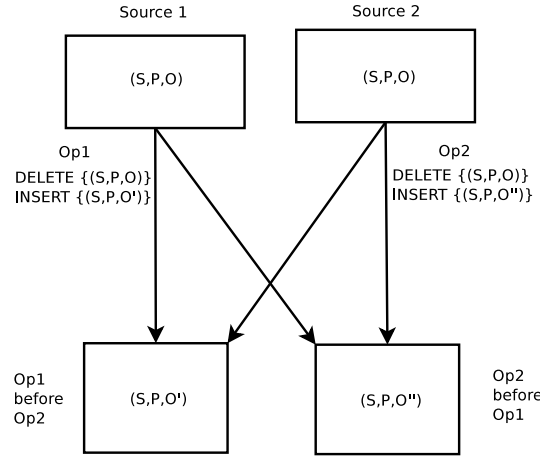 Source 1
Source 2
(S,P,O)
(S,P,O)
Op1
DELETE {(S,P,O)}
INSERT {(S,P,O')}
Op2
DELETE {(S,P,O)}
INSERT {(S,P,O")}
Op1
before
Op2
(S,P,O')
(S,P,O")
Op2
before
Op1